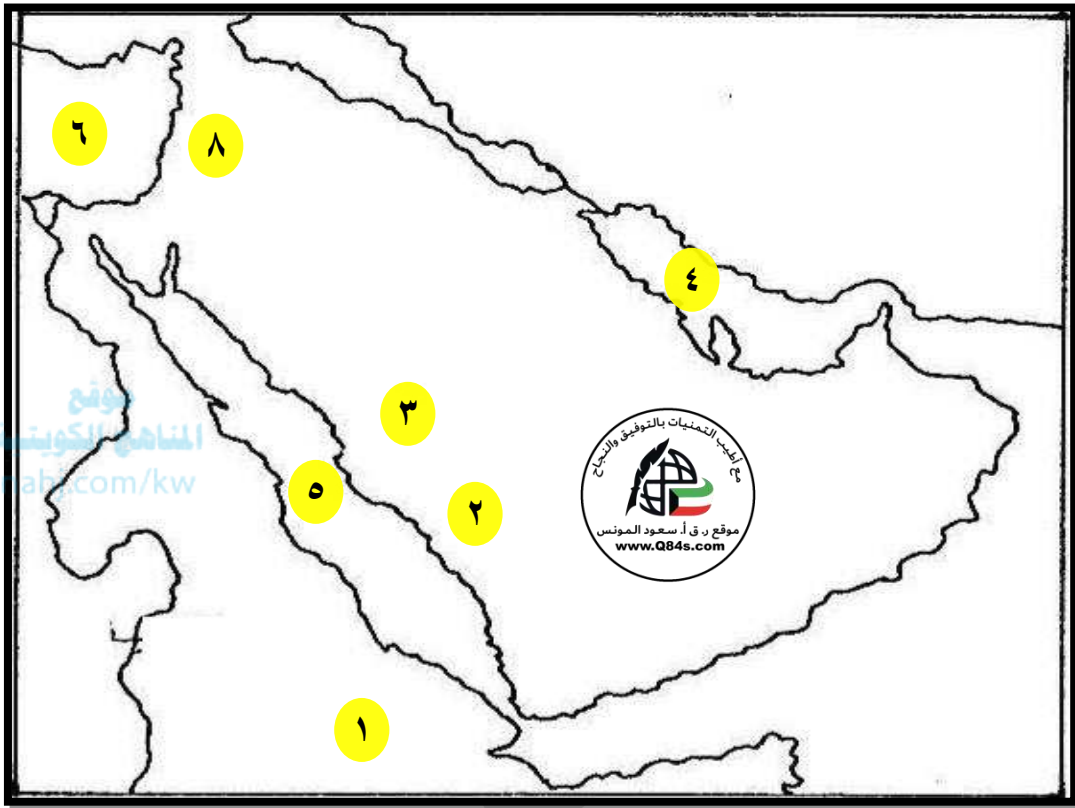 ٦
٨
٤
٣
٥
٢
١
مع أطيب التمنيات بالتوفيق والنجاح
موقع ر. ق أ. سعود المونس
www.Q84s.com
موقع
المناهج الكويتية
nahj.com/kw